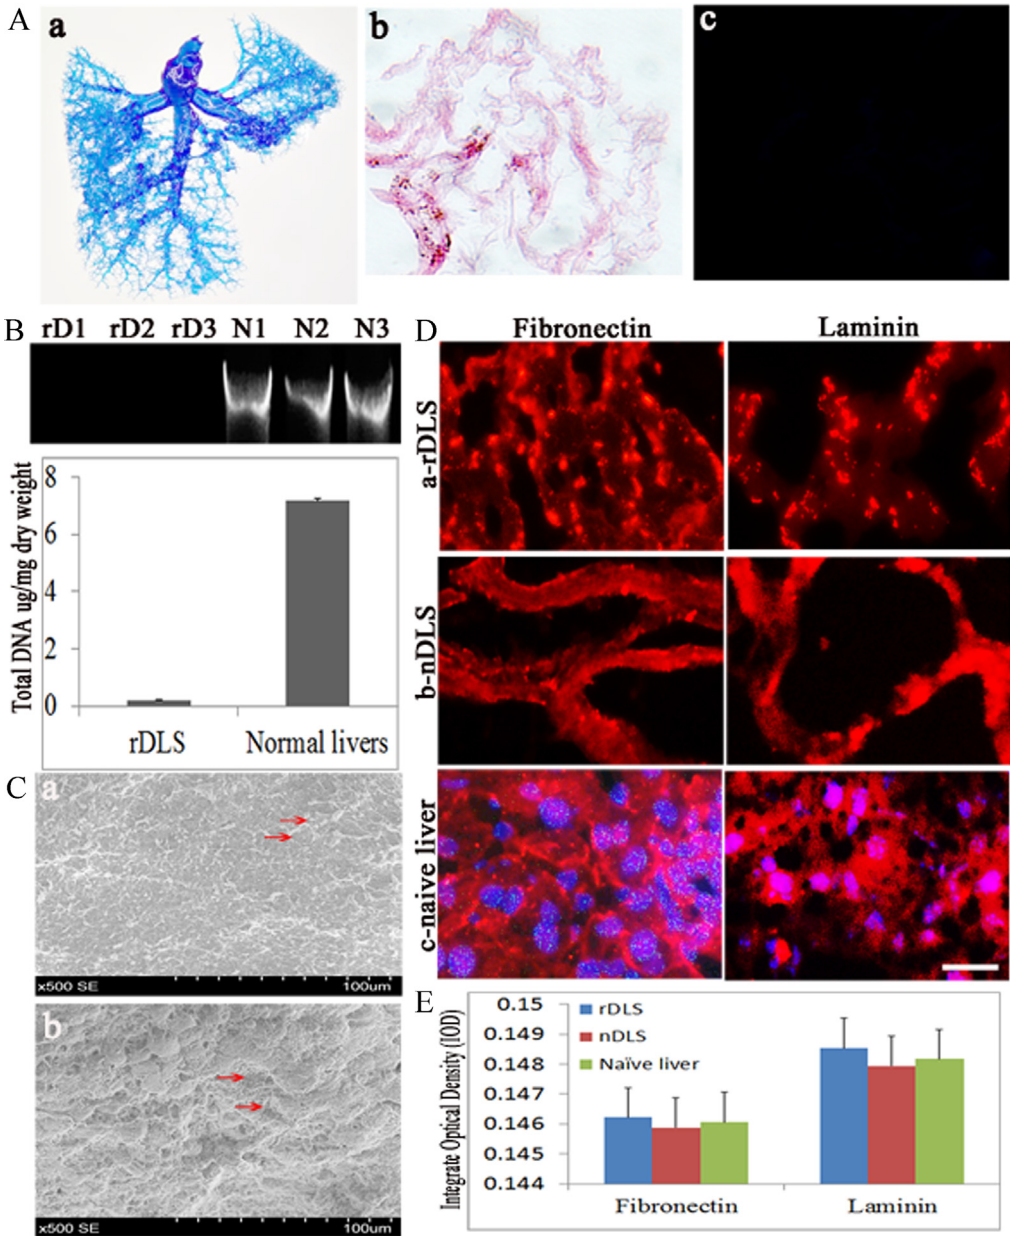 A
a
b
c
B
rD1 rD2 rD3 N1 N2 N3
Total DNA ug/mg dry weight
8
6
4
2
0
rDLS Normal livers
C
a
x500 SE 100um
b
x500 SE 100um
D
Fibronectin Laminin
a-rDLS
b-nDLS
c-naive liver
E
Integrate Optical Density (IOD)
0.15
0.149
0.148
0.147
0.146
0.145
0.144
rDLS
nDLS
Naïve liver
Fibronectin Laminin